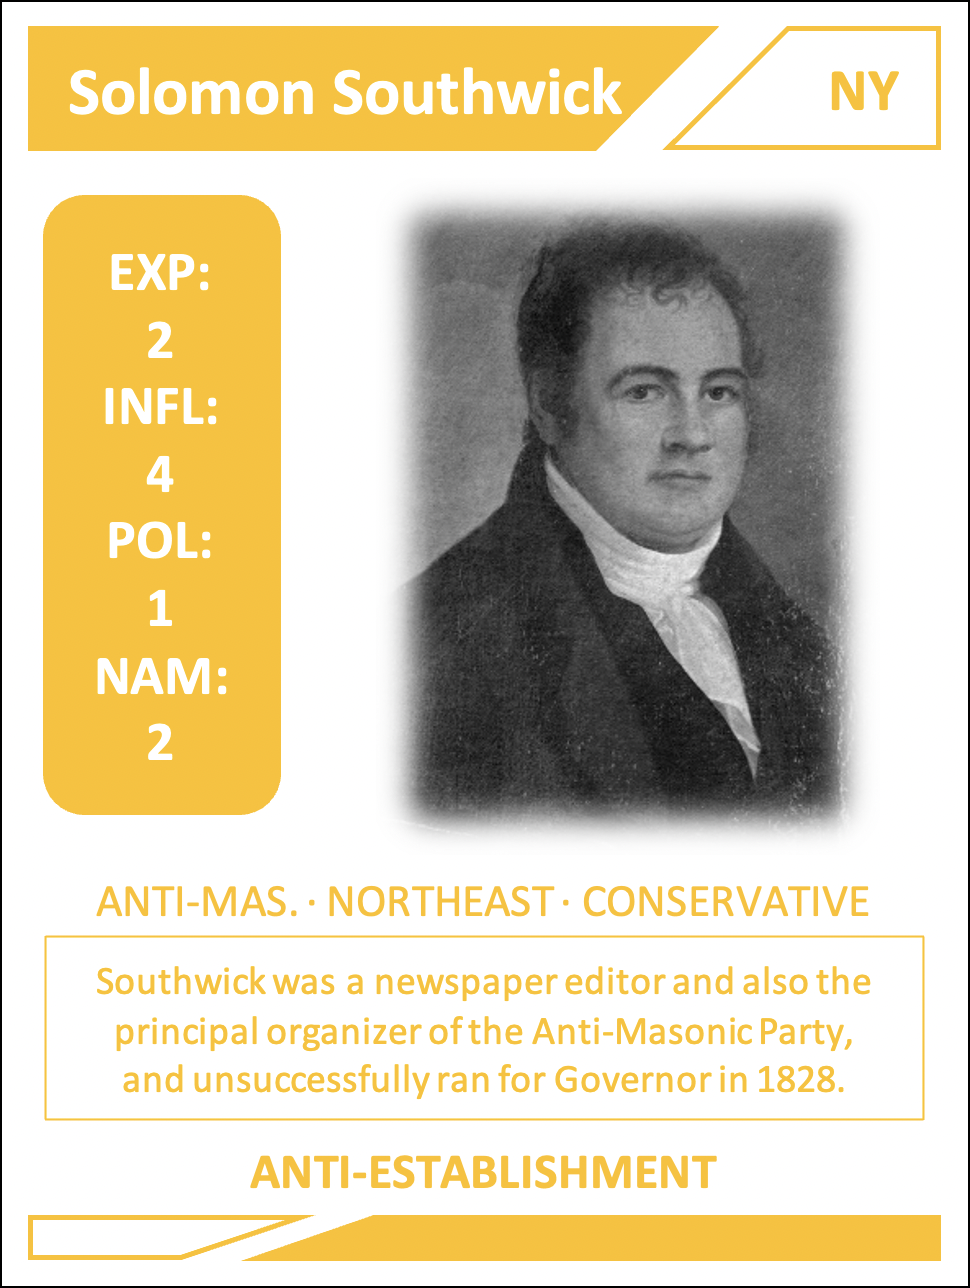 Solomon Southwick
NY
EXP:
2
INFL:
4
POL:
1
NAM:
2
ANTI-MAS. · NORTHEAST · CONSERVATIVE
Southwick was a newspaper editor and also the
principal organizer of the Anti-Masonic Party,
and unsuccessfully ran for Governor in 1828.
ANTI-ESTABLISHMENT